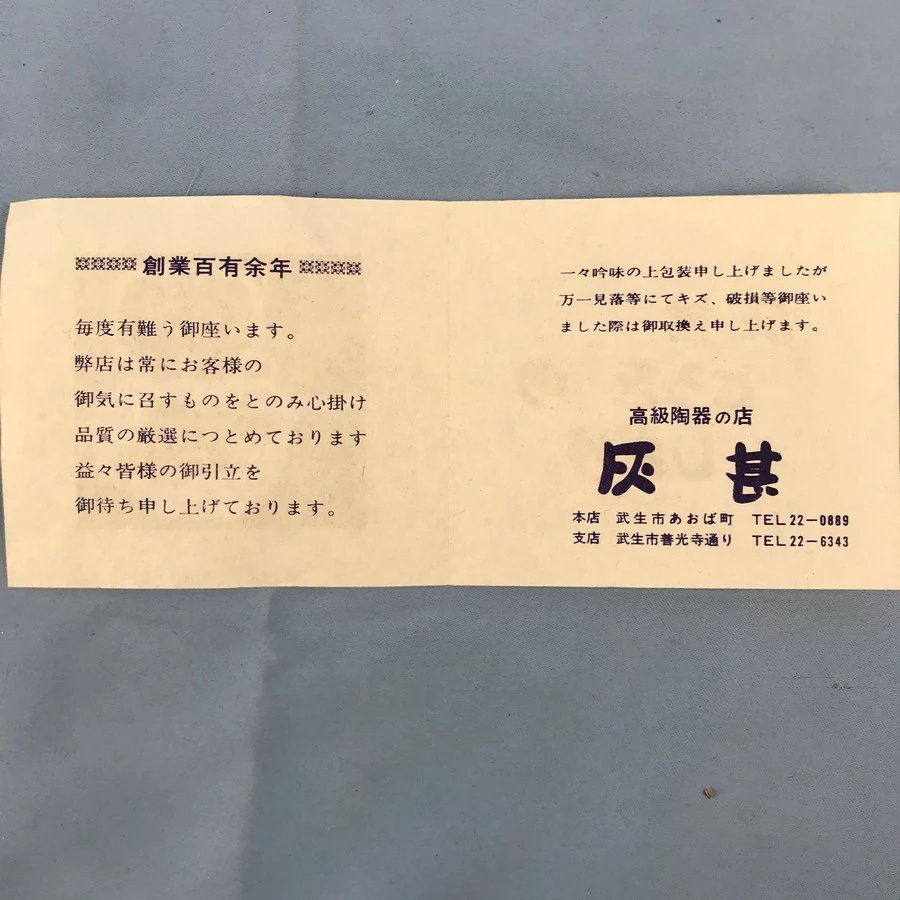 創業百有余年
毎度有難う御座います。
弊店は常にお客様の
御気に召すものをとのみ心掛け
品質の厳選につとめております
益々皆様の御引立を
御待ち申し上げております。
一々吟味の上包装申し上げましたが
万一見落等にてキズ、破損等御座い
ました際は御取換え申し上げます。
高級陶器の店
灰甚
本店 武生市あおば町 TEL22-0889
支店 武生市善光寺通り TEL22-6343